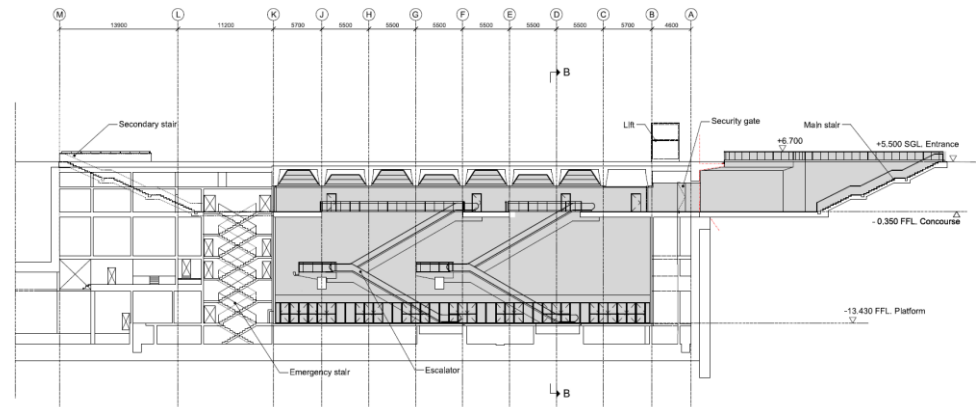 M L K J H G F E D C B A
13900 11200 5700 5500 5500 5500 5500 5500 5500 5700 4600
B
Secondary stair
Lift
Security gate
Main stair
+6.700
+5.500 SGL. Entrance
- 0.350 FFL. Concourse
-13.430 FFL. Platform
Emergency stair
Escalator
B